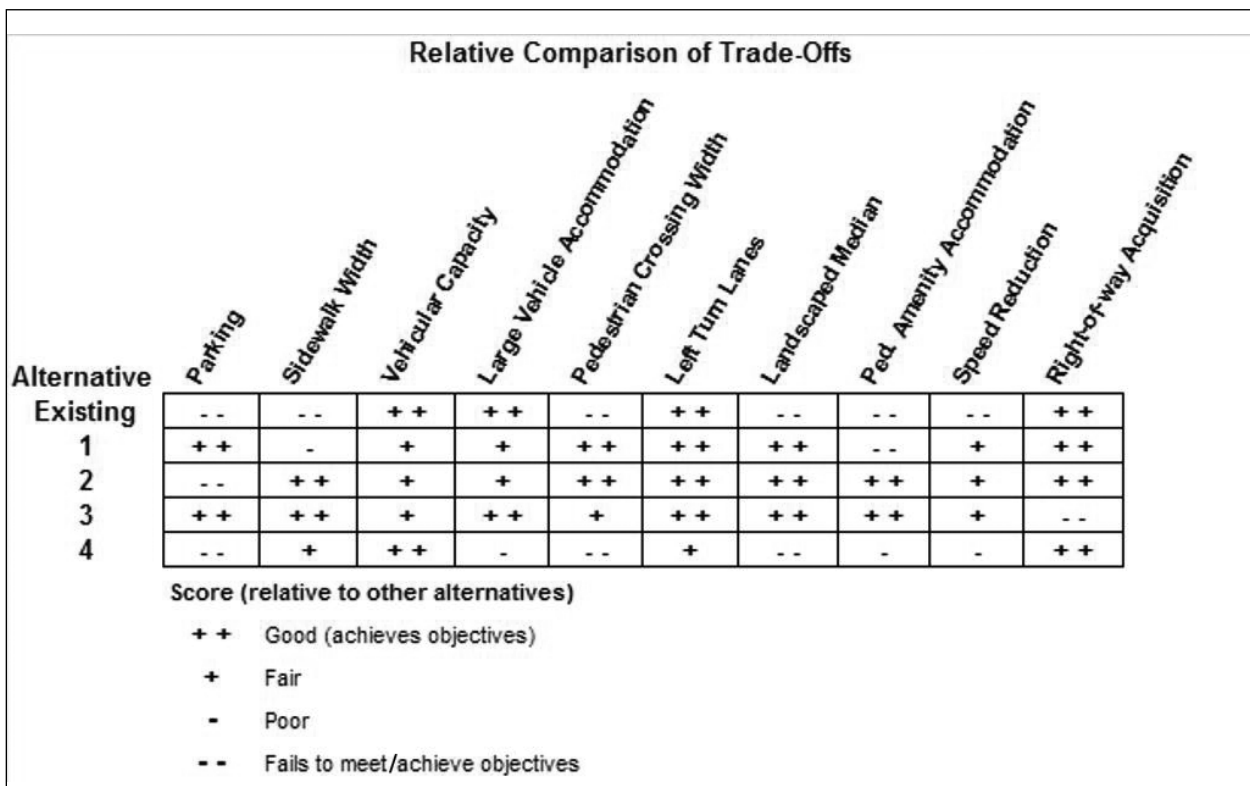 Relative Comparison of Trade-Offs
Parking
Sidewalk Width
Vehicular Capacity
Large Vehicle Accommodation
Pedestrian Crossing Width
Left Turn Lanes
Landscaped Median
Ped. Amenity Accommodation
Speed Reduction
Right-of-way Acquisition
Alternative
Existing - - - - + + + + - - + + - - - - - - + +
1 + + - + + + + + + + + - - + + +
2 - - + + + + + + + + + + + + + + + +
3 + + + + + + + + + + + + + + + - -
4 - - + + + - - - + - - - - + +
Score (relative to other alternatives)
+ + Good (achieves objectives)
+ Fair
- Poor
- - Fails to meet/achieve objectives